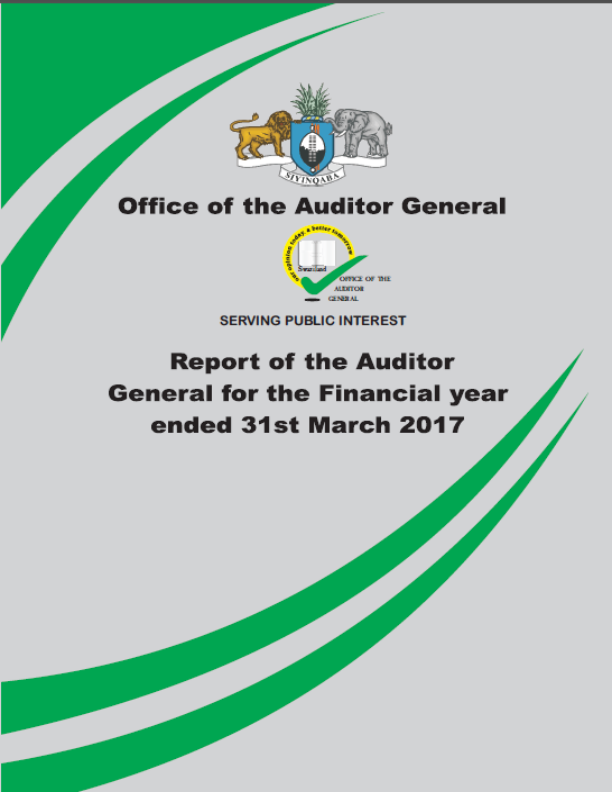 SIYINQABA
Office of the Auditor General
our opinion today, a better tomorrow
Swaziland
OFFICE OF THE
AUDITOR
GENERAL
SERVING PUBLIC INTEREST
Report of the Auditor
General for the Financial year
ended 31st March 2017